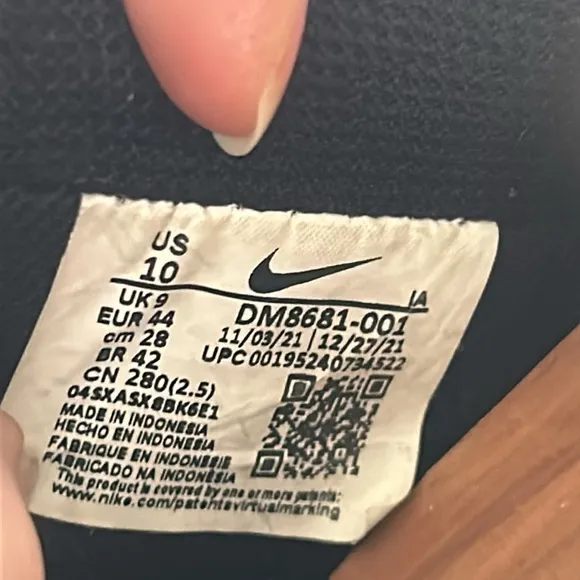 US
10
IA
UK 9
EUR 44
cm 28
BR 42
CN 280(2.5)
DM8681-001
11/03/21 | 12/27/21
UPC 00195240734522
04SXASX8BK6E1
MADE IN INDONESIA
HECHO EN INDONESIA
FABRIQUE EN INDONESIE
FABRICADO NA INDONÉSIA
This product is covered by one or more patents:
www.nike.com/patentsvirtualmarking